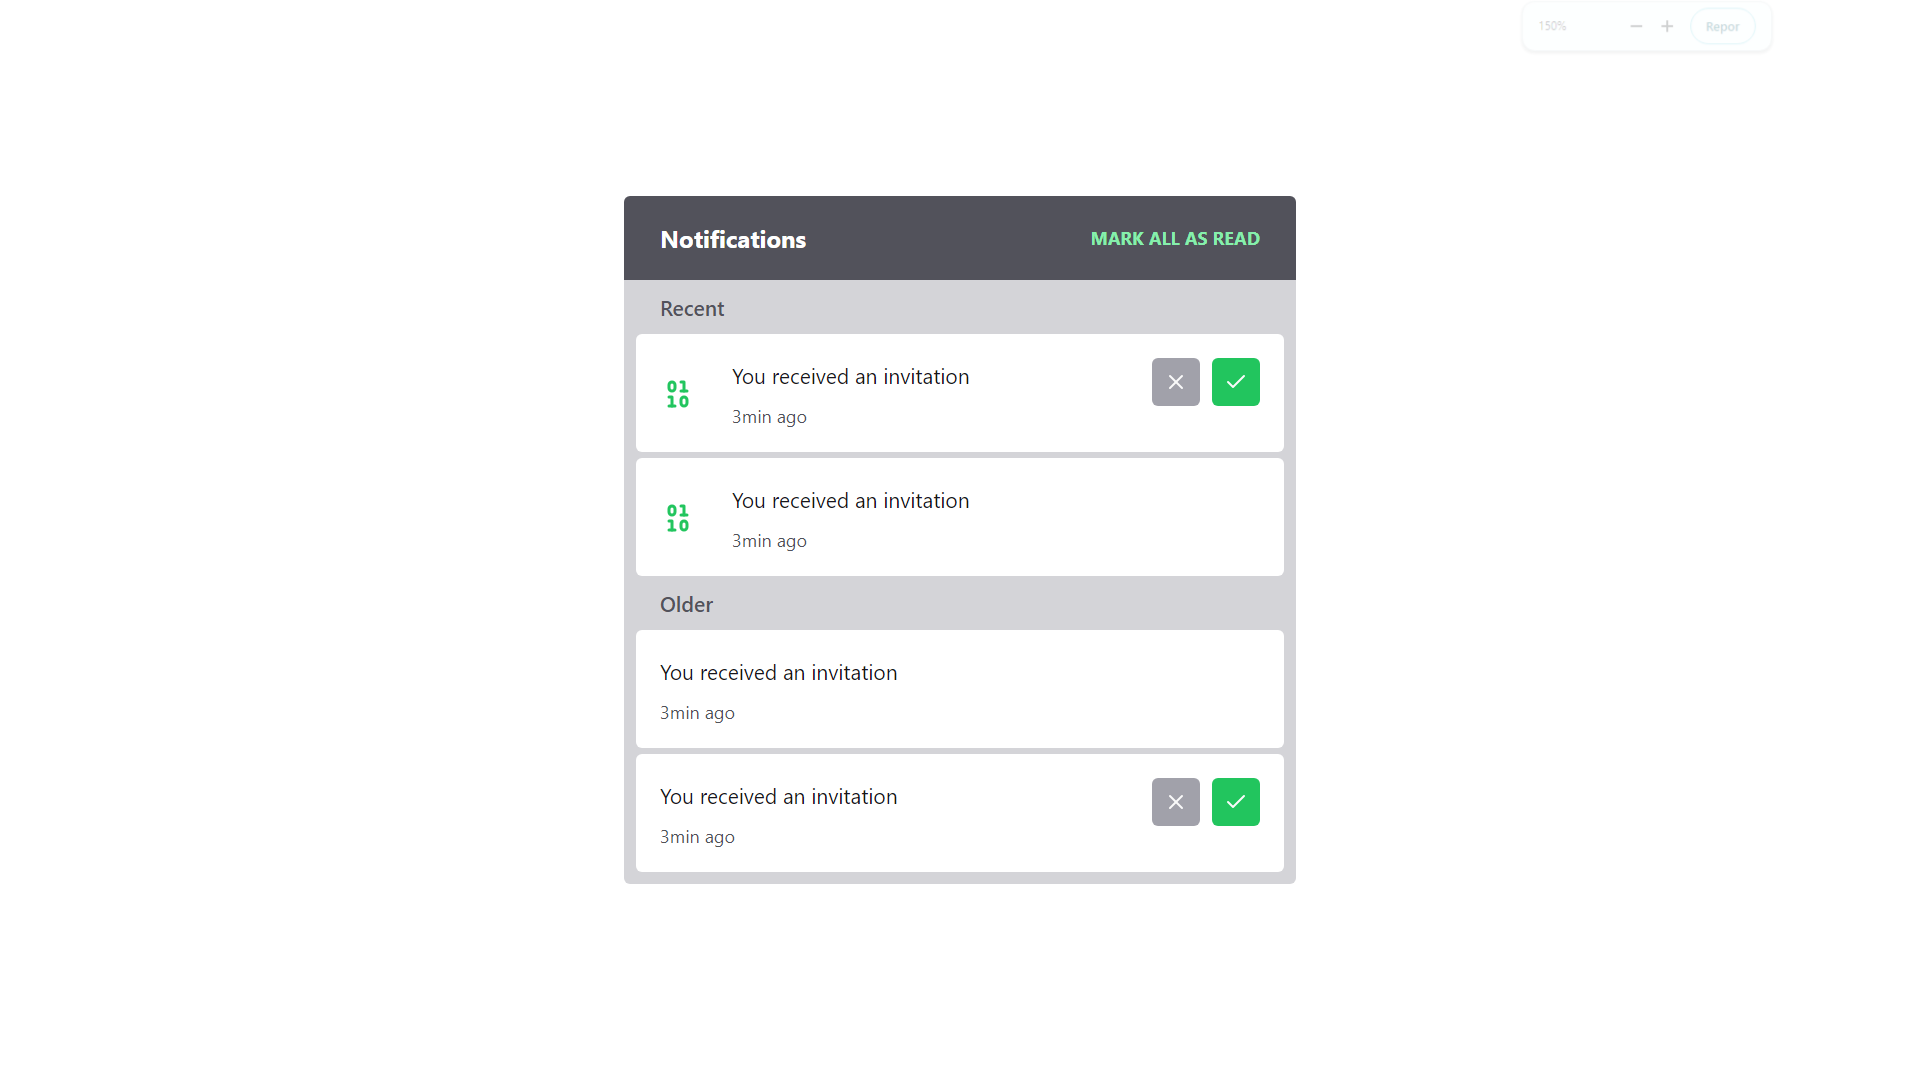 150%
Repor
Notifications
MARK ALL AS READ
Recent
01
10
You received an invitation
3min ago
01
10
You received an invitation
3min ago
Older
You received an invitation
3min ago
You received an invitation
3min ago